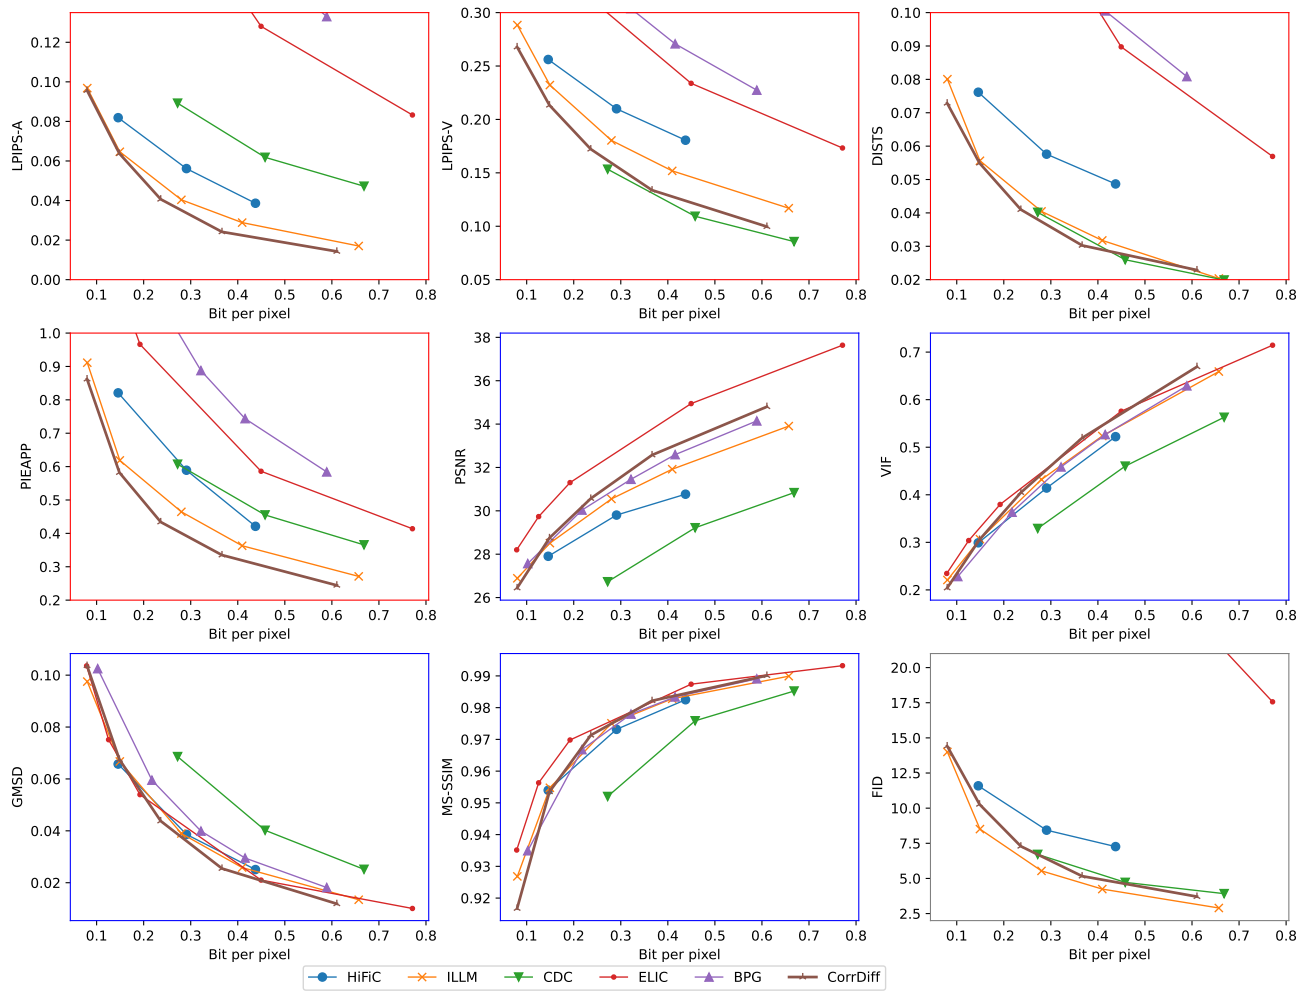 0.12
0.10
0.08
0.06
0.04
0.02
0.00
LPIPS-A
0.1 0.2 0.3 0.4 0.5 0.6 0.7 0.8
Bit per pixel
0.30
0.25
0.20
0.15
0.10
0.05
LPIPS-V
0.1 0.2 0.3 0.4 0.5 0.6 0.7 0.8
Bit per pixel
0.10
0.09
0.08
0.07
0.06
0.05
0.04
0.03
0.02
DISTS
0.1 0.2 0.3 0.4 0.5 0.6 0.7 0.8
Bit per pixel
1.0
0.9
0.8
0.7
0.6
0.5
0.4
0.3
0.2
PIEAPP
0.1 0.2 0.3 0.4 0.5 0.6 0.7 0.8
Bit per pixel
38
36
34
32
30
28
26
PSNR
0.1 0.2 0.3 0.4 0.5 0.6 0.7 0.8
Bit per pixel
0.7
0.6
0.5
0.4
0.3
0.2
VIF
0.1 0.2 0.3 0.4 0.5 0.6 0.7 0.8
Bit per pixel
0.10
0.08
0.06
0.04
0.02
GMSD
0.1 0.2 0.3 0.4 0.5 0.6 0.7 0.8
Bit per pixel
0.99
0.98
0.97
0.96
0.95
0.94
0.93
0.92
MS-SSIM
0.1 0.2 0.3 0.4 0.5 0.6 0.7 0.8
Bit per pixel
20.0
17.5
15.0
12.5
10.0
7.5
5.0
2.5
FID
0.1 0.2 0.3 0.4 0.5 0.6 0.7 0.8
Bit per pixel
HiFiC ILLM CDC ELIC BPG CorrDiff